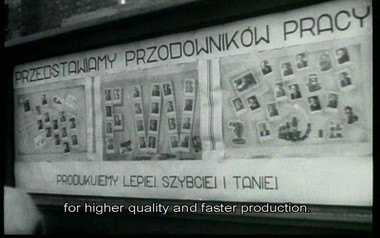 PRZEDSTAWIAMY PRZODOWNIKÓW PRACY
PRODUKUJEMY LEPIEJ, SZYBCIEJ I TANIEJ
for higher quality and faster production.